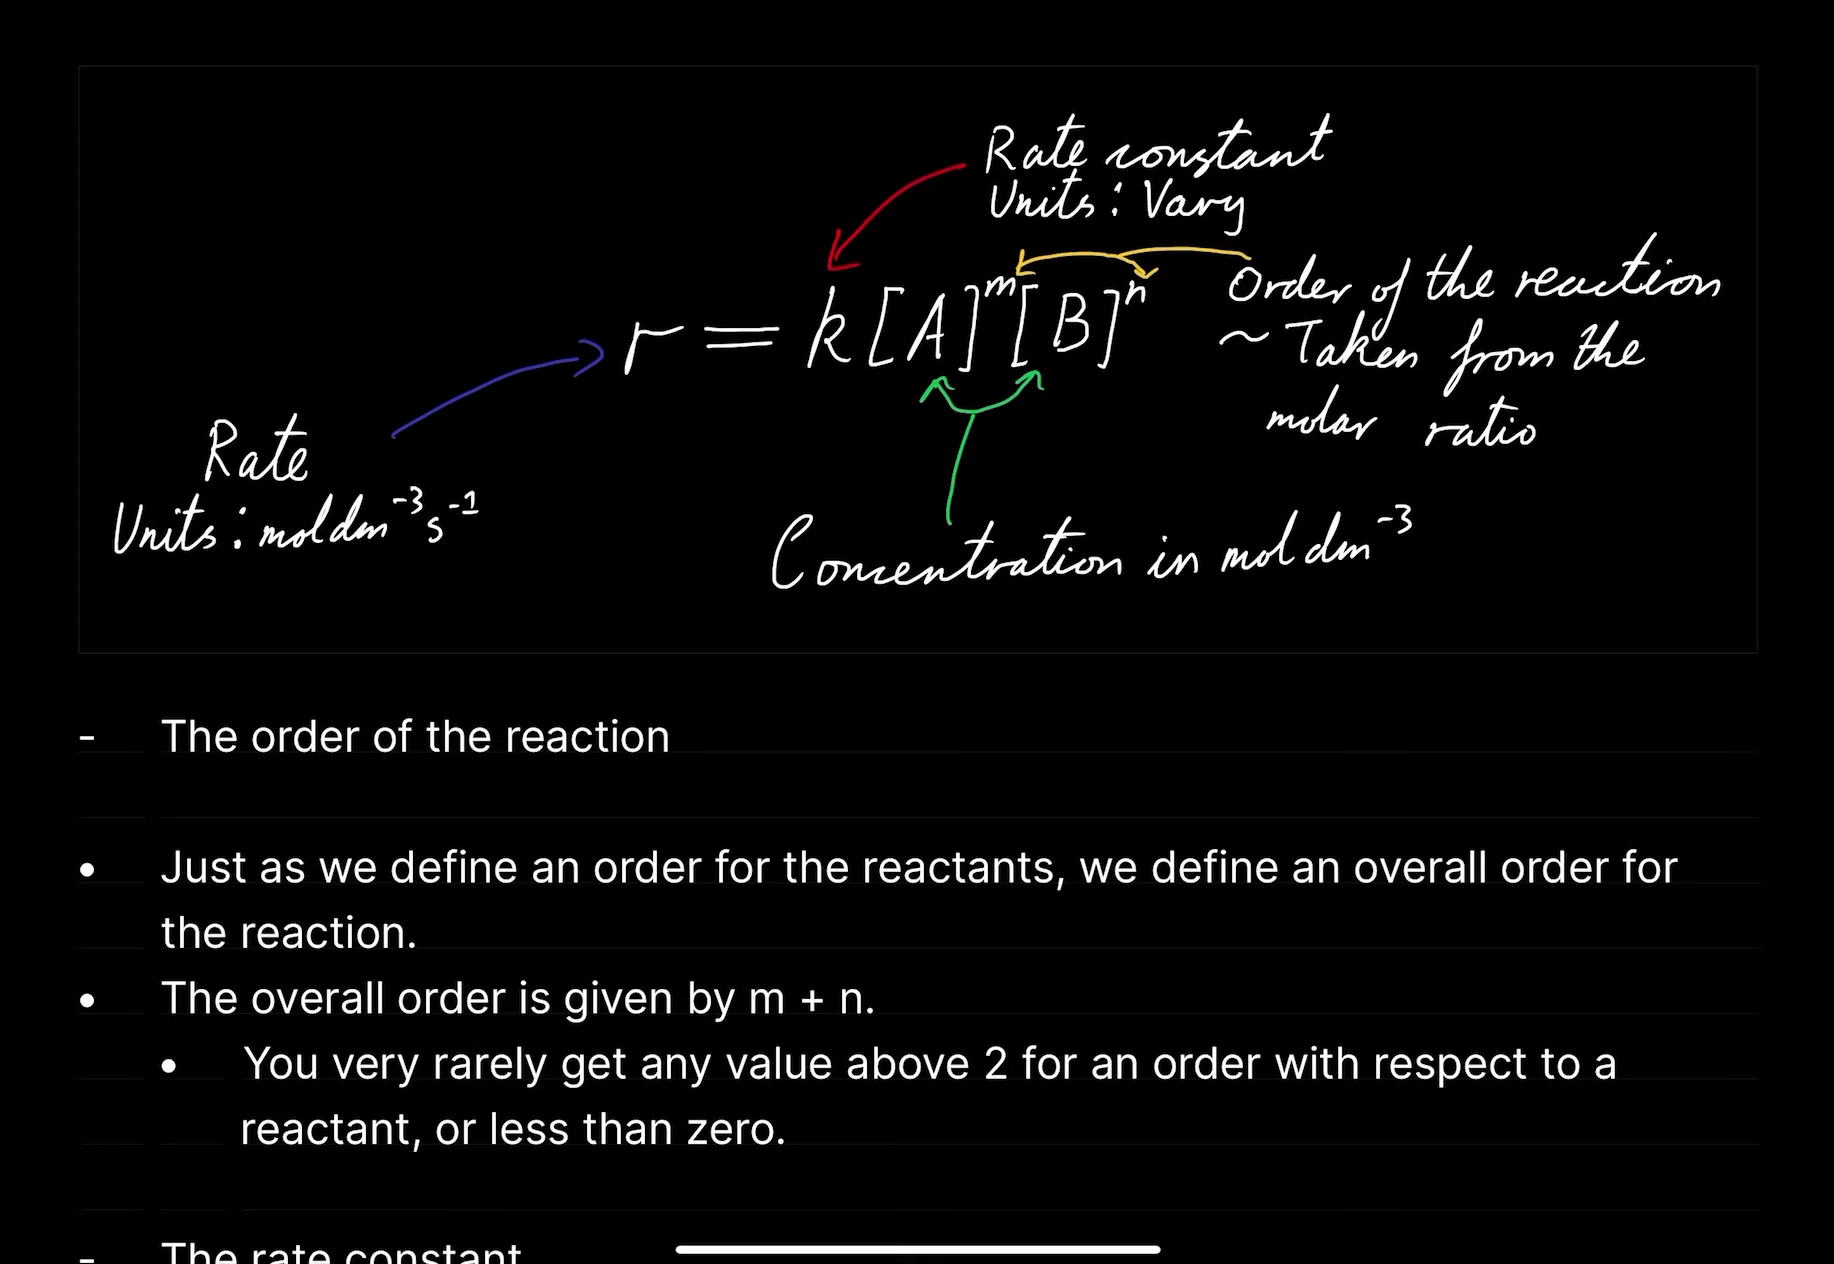 Rate constant
Units: Vary
r = k[A]^m[B]^n
Order of the reaction
~ Taken from the
molar ratio
Rate
Units: mol dm^-3 s^-1
Concentration in mol dm^-3
- The order of the reaction
• Just as we define an order for the reactants, we define an overall order for
the reaction.
• The overall order is given by m + n.
• You very rarely get any value above 2 for an order with respect to a
reactant, or less than zero.
- The rate constant